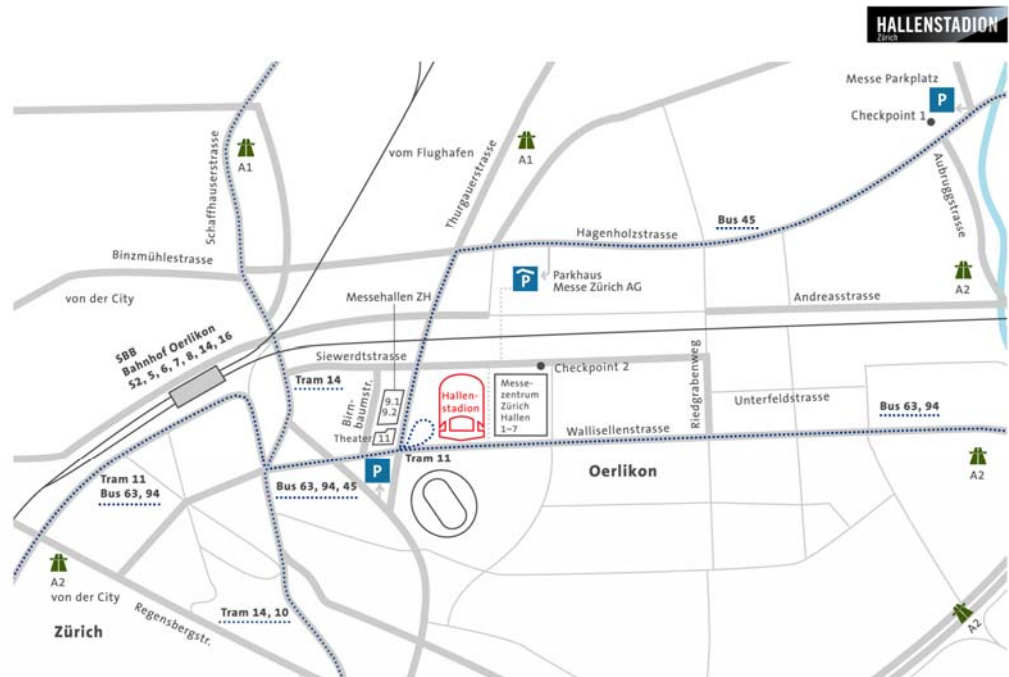 HALLENSTADION
Zürich
Messe Parkplatz
P
Checkpoint 1
A1
vom Flughafen
A1
Schaffhauserstrasse
Thurgauerstrasse
Aubruggstrasse
Bus 45
Hagenholzstrasse
Binzmühlestrasse
P
Parkhaus
Messe Zürich AG
A2
von der City
Messehallen ZH
Andreasstrasse
SBB
Bahnhof Oerlikon
S2, 5, 6, 7, 8, 14, 16
Siewerdtstrasse
Checkpoint 2
Tram 14
Birn-
baumstr.
9.1
9.2
Hallen-
stadion
Messe-
zentrum
Zürich
Hallen
1–7
Riedgrabenweg
Unterfeldstrasse
Bus 63, 94
Theater 11
Wallisellenstrasse
Tram 11
P
Oerlikon
A2
Tram 11
Bus 63, 94
Bus 63, 94, 45
A2
von der City
Regensbergstr.
Tram 14, 10
Zürich
A2